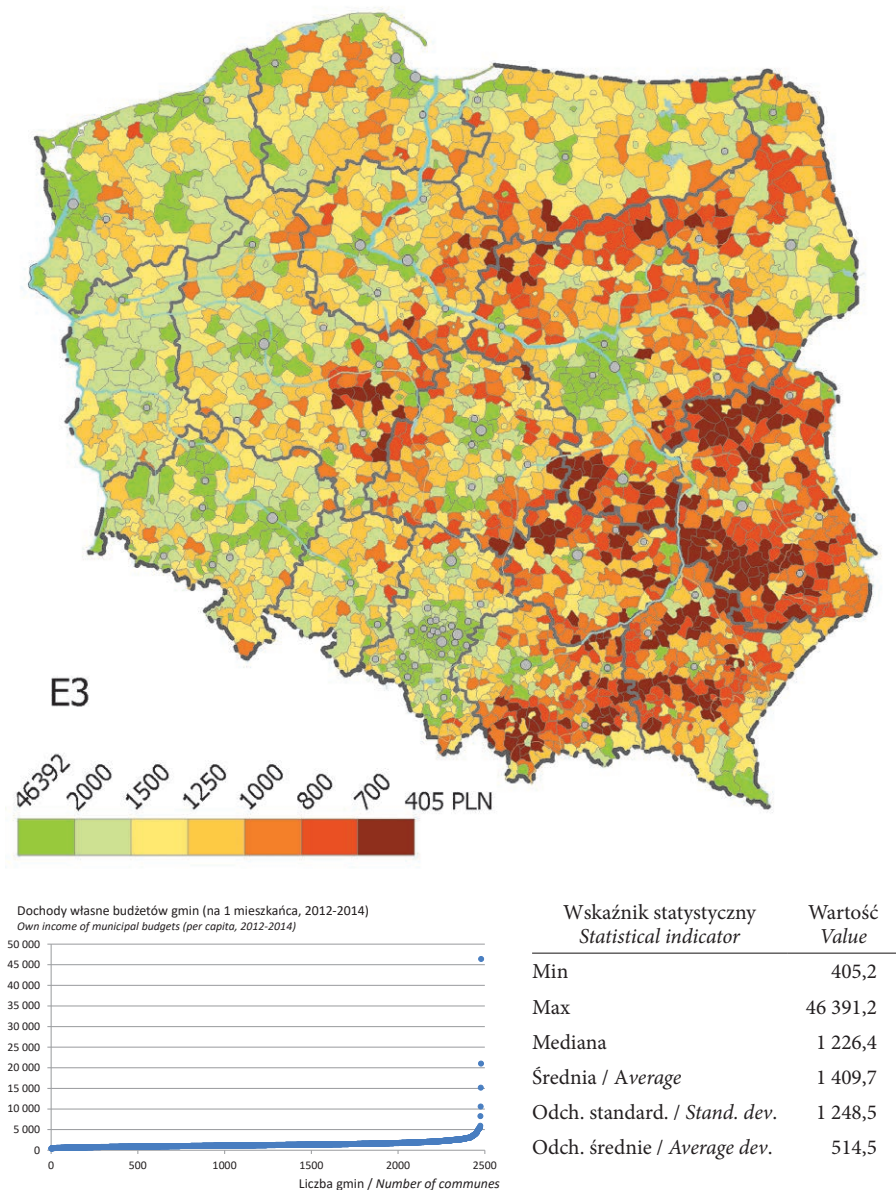 E3
46392 2000 1500 1250 1000 800 700 405 PLN
Dochody własne budżetów gmin (na 1 mieszkańca, 2012-2014)
Own income of municipal budgets (per capita, 2012-2014)
50 000
45 000
40 000
35 000
30 000
25 000
20 000
15 000
10 000
5 000
0
0 500 1000 1500 2000 2500
Liczba gmin / Number of communes
Wskaźnik statystyczny Wartość
Statistical indicator Value
Min 405,2
Max 46 391,2
Mediana 1 226,4
Średnia / Average 1 409,7
Odch. standard. / Stand. dev. 1 248,5
Odch. średnie / Average dev. 514,5